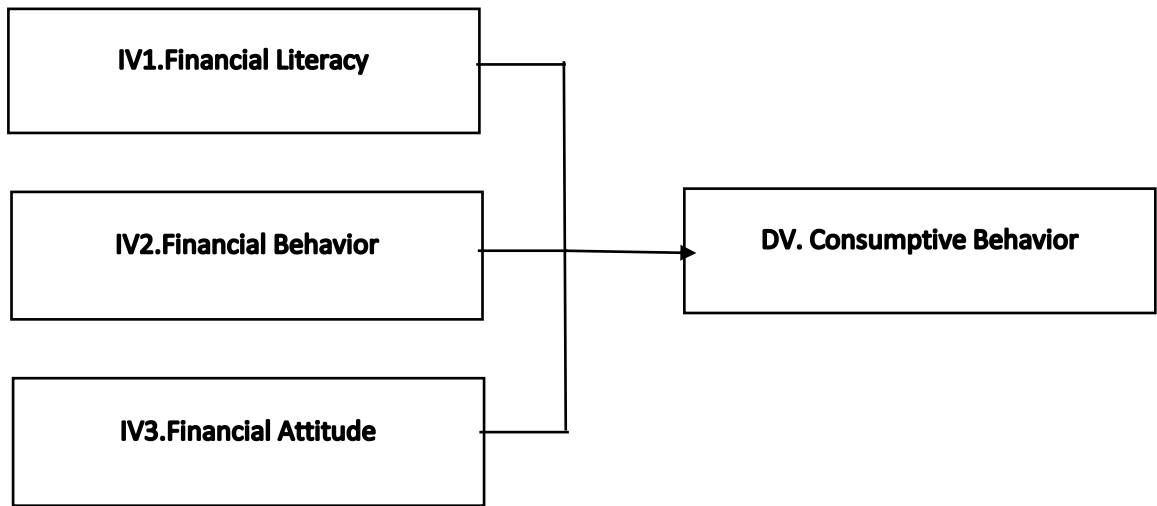 IV1.Financial Literacy
IV2.Financial Behavior
DV. Consumptive Behavior
IV3.Financial Attitude